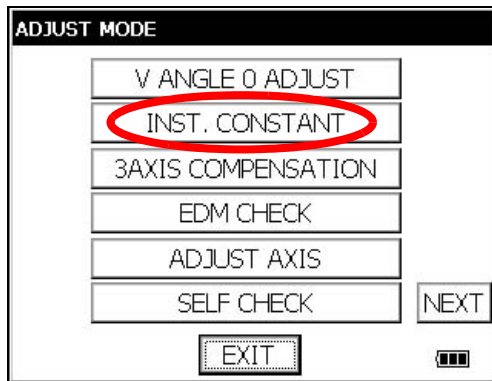 ADJUST MODE
V ANGLE 0 ADJUST
INST. CONSTANT
3AXIS COMPENSATION
EDM CHECK
ADJUST AXIS
SELF CHECK
NEXT
EXIT